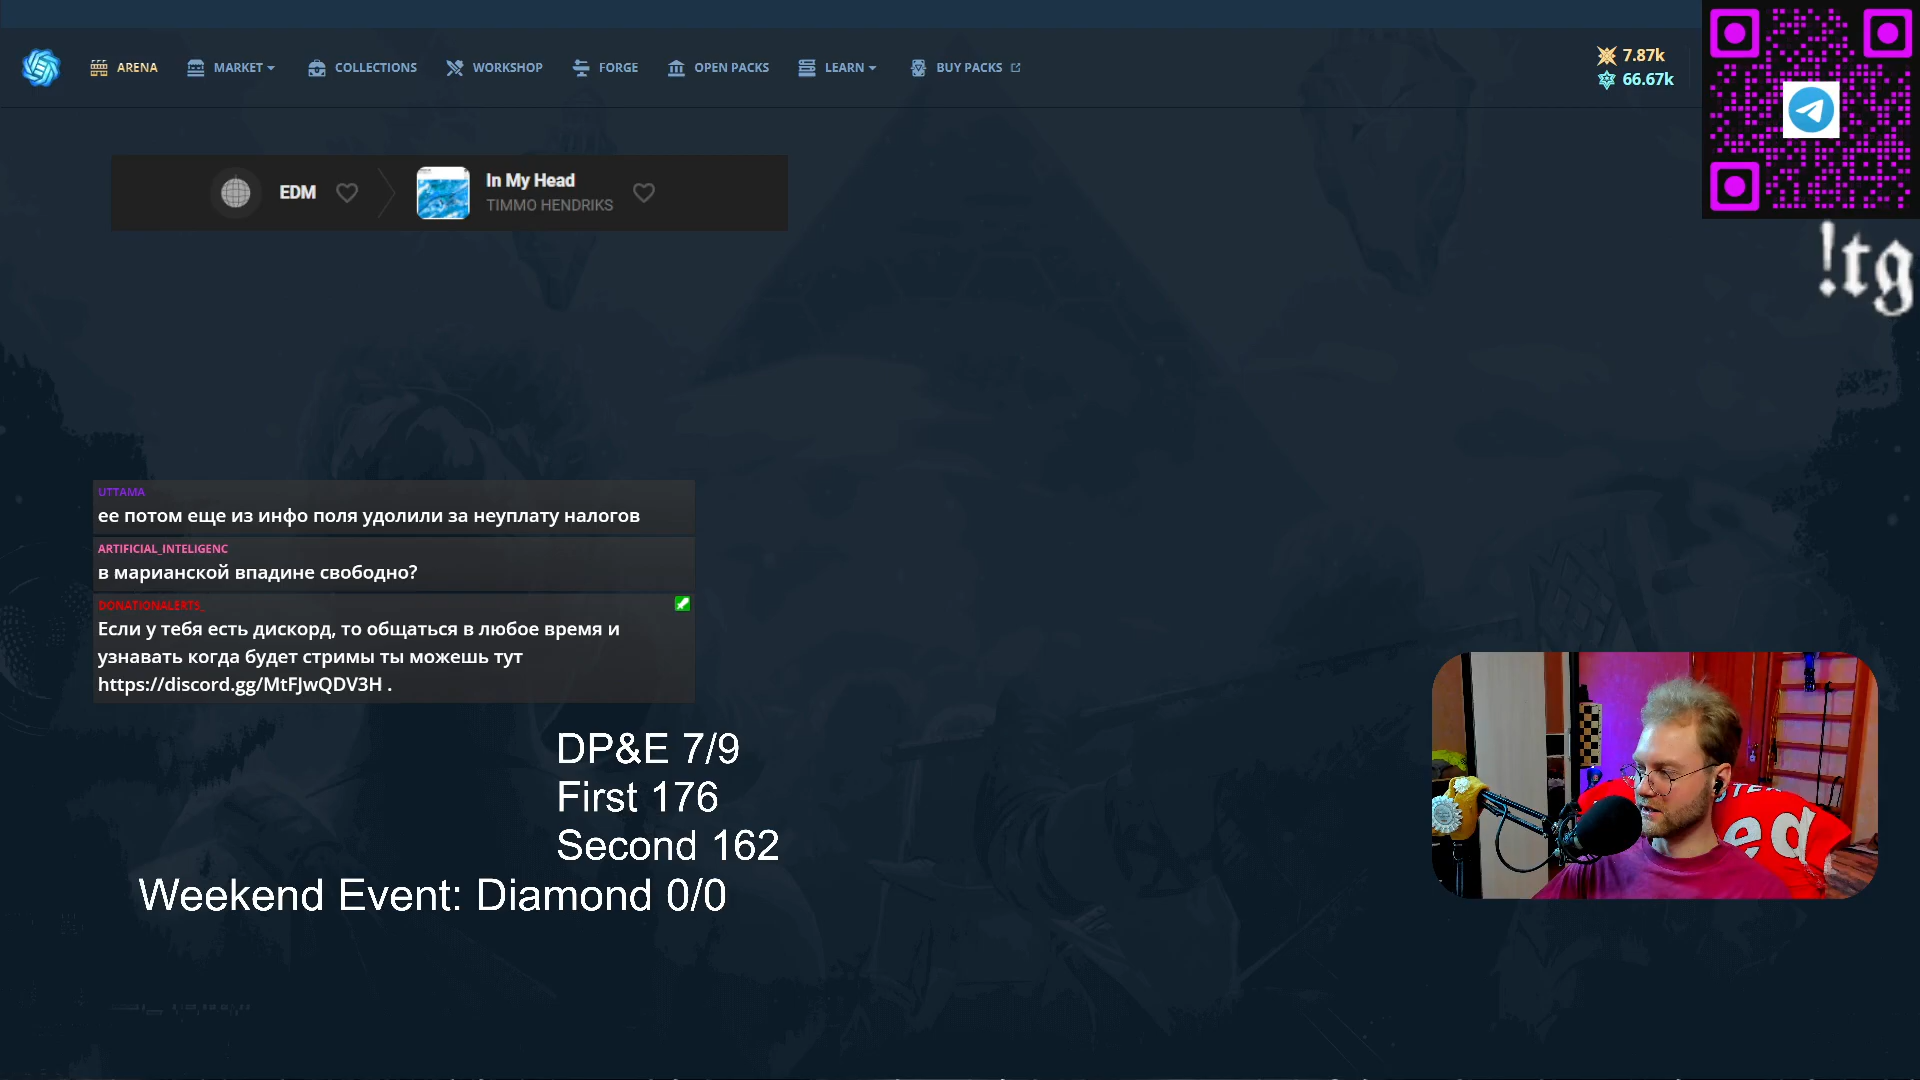 ARENA
MARKET
COLLECTIONS
WORKSHOP
FORGE
OPEN PACKS
LEARN
BUY PACKS
7.87k
66.67k
!tg
EDM
In My Head
TIMMO HENDRIKS
UTTAMA
ее потом еще из инфо поля удолили за неуплату налогов
ARTIFICIAL_INTELIGENC
в марианской впадине свободно?
DONATIONALERTS_
Если у тебя есть дискорд, то общаться в любое время и
узнавать когда будет стримы ты можешь тут
https://discord.gg/MtFJwQDV3H .
DP&E 7/9
First 176
Second 162
Weekend Event: Diamond 0/0